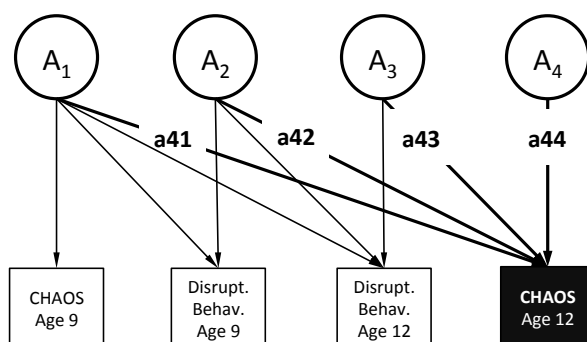 A1 A2 A3 A4
a41 a42 a43 a44
CHAOS
Age 9
Disrupt.
Behav.
Age 9
Disrupt.
Behav.
Age 12
CHAOS
Age 12